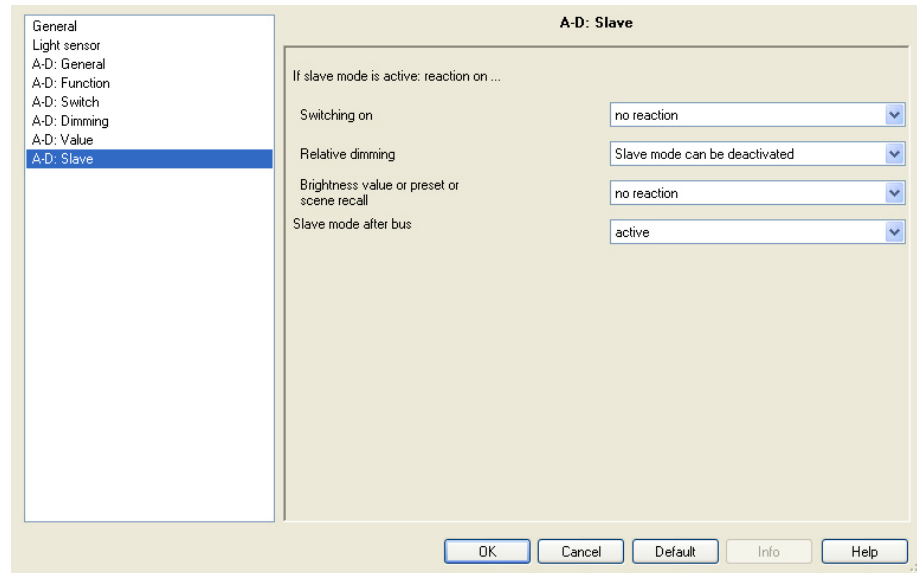 General
Light sensor
A-D: General
A-D: Function
A-D: Switch
A-D: Dimming
A-D: Value
A-D: Slave
A-D: Slave
If slave mode is active: reaction on ...
Switching on
no reaction
Relative dimming
Slave mode can be deactivated
Brightness value or preset or
scene recall
no reaction
Slave mode after bus
active
OK
Cancel
Default
Info
Help